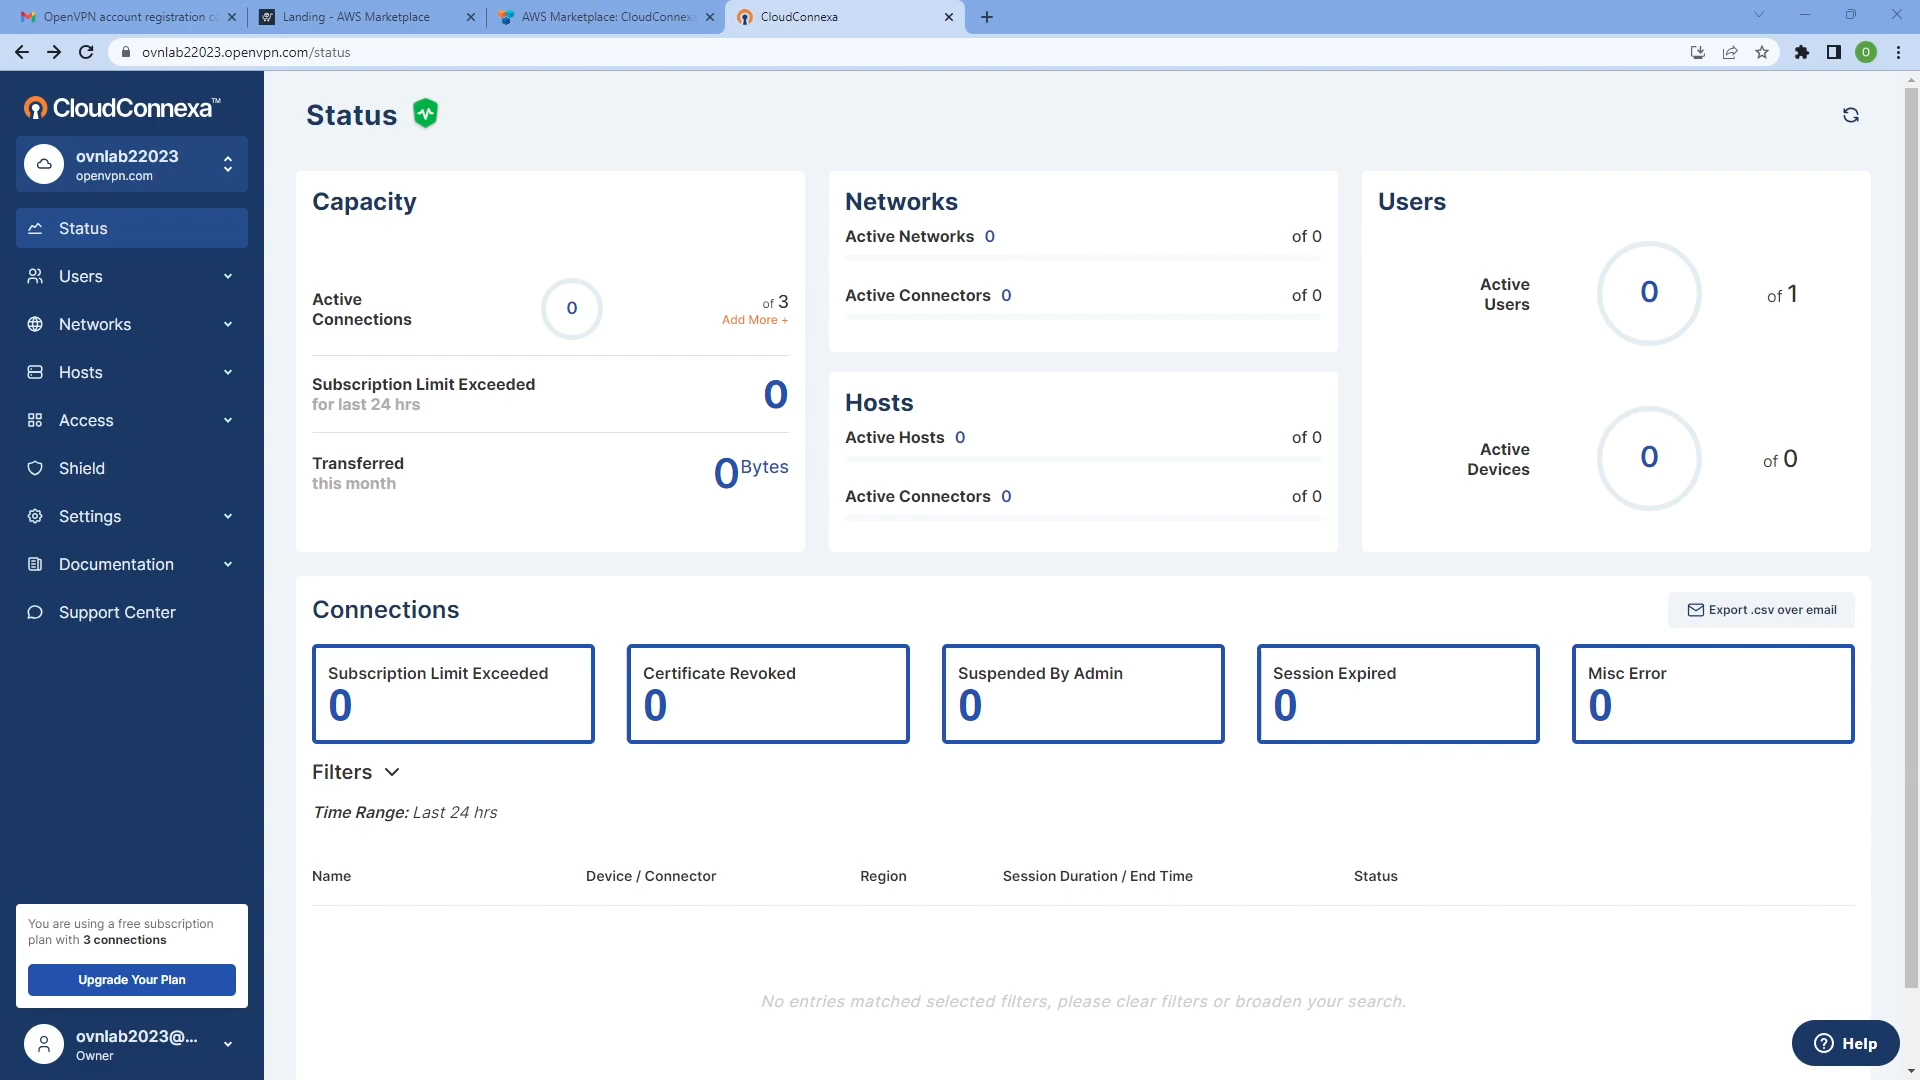 OpenVPN account registration co
Landing - AWS Marketplace
AWS Marketplace: CloudConnexa
CloudConnexa
ovnlab22023.openvpn.com/status
O
CloudConnexa™
ovnlab22023
openvpn.com
Status
Users
Networks
Hosts
Access
Shield
Settings
Documentation
Support Center
You are using a free subscription
plan with 3 connections
Upgrade Your Plan
ovnlab2023@...
Owner
Status
Capacity
Active
Connections
0
of 3
Add More +
Subscription Limit Exceeded
for last 24 hrs
0
Transferred
this month
0 Bytes
Networks
Active Networks 0 of 0
Active Connectors 0 of 0
Hosts
Active Hosts 0 of 0
Active Connectors 0 of 0
Users
Active
Users
0
of 1
Active
Devices
0
of 0
Connections
Export .csv over email
Subscription Limit Exceeded
0
Certificate Revoked
0
Suspended By Admin
0
Session Expired
0
Misc Error
0
Filters
Time Range: Last 24 hrs
Name Device / Connector Region Session Duration / End Time Status
No entries matched selected filters, please clear filters or broaden your search.
Help